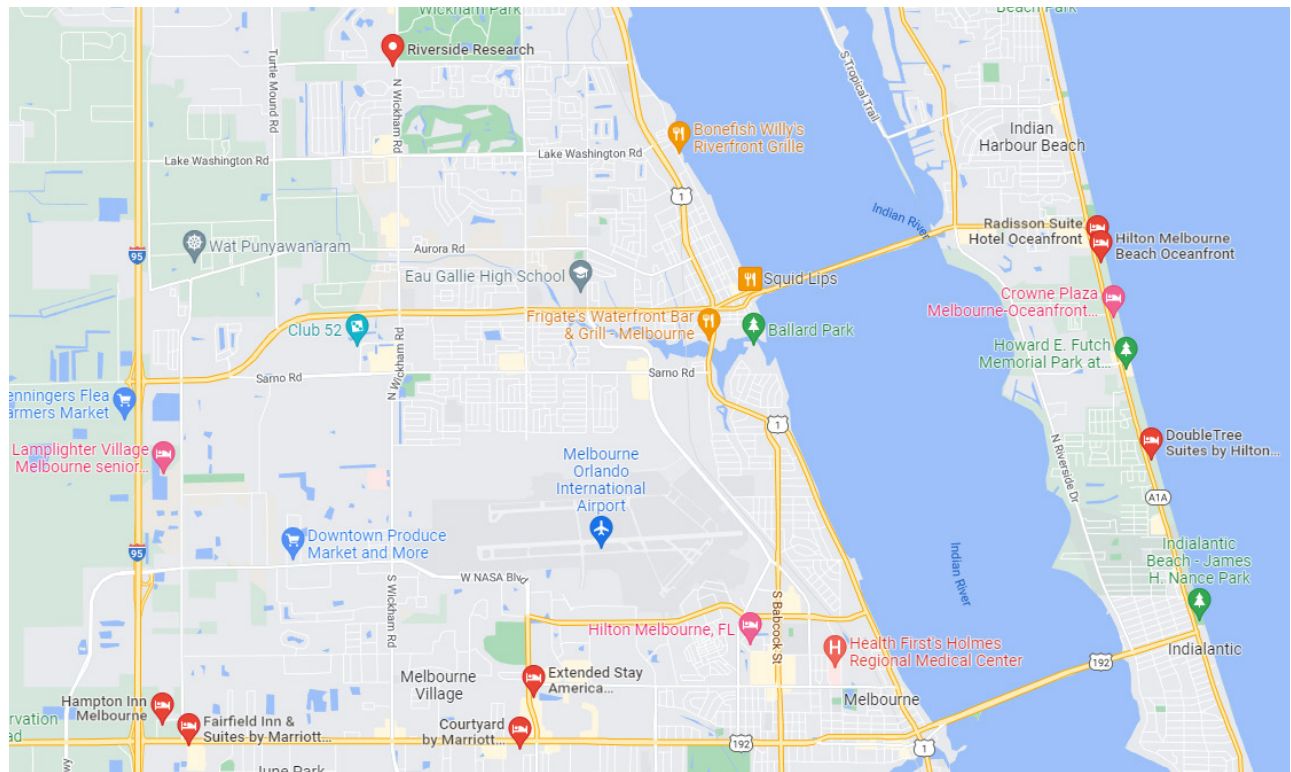 Wickham Park
Beach Park
Riverside Research
Turtle Mound Rd
N Wickham Rd
S Tropical Trail
Bonefish Willy's
Riverfront Grille
Indian
Harbour Beach
Lake Washington Rd
Lake Washington Rd
1
Indian River
Radisson Suite
Hotel Oceanfront
Hilton Melbourne
Beach Oceanfront
95
Wat Punyawanaram
Aurora Rd
Eau Gallie High School
Squid Lips
Crowne Plaza
Melbourne-Oceanfront...
Club 52
Frigate's Waterfront Bar
& Grill - Melbourne
Ballard Park
Howard E. Futch
Memorial Park at...
N Wickham Rd
Sarno Rd
Sarno Rd
enningers Flea
armers Market
1
Lamplighter Village
Melbourne senior...
DoubleTree
Suites by Hilton...
N Riverside Dr
A1A
Melbourne
Orlando
International
Airport
Downtown Produce
Market and More
95
Indian River
Indialantic
Beach - James
H. Nance Park
W NASA Blvd
S Wickham Rd
S Babcock St
Hilton Melbourne, FL
Health First's Holmes
Regional Medical Center
192
Indialantic
Melbourne
Village
Extended Stay
America...
Melbourne
Hampton Inn
Melbourne
Fairfield Inn &
Suites by Marriott...
Courtyard
by Marriott...
192
1
rvation
ad
wy
June Park